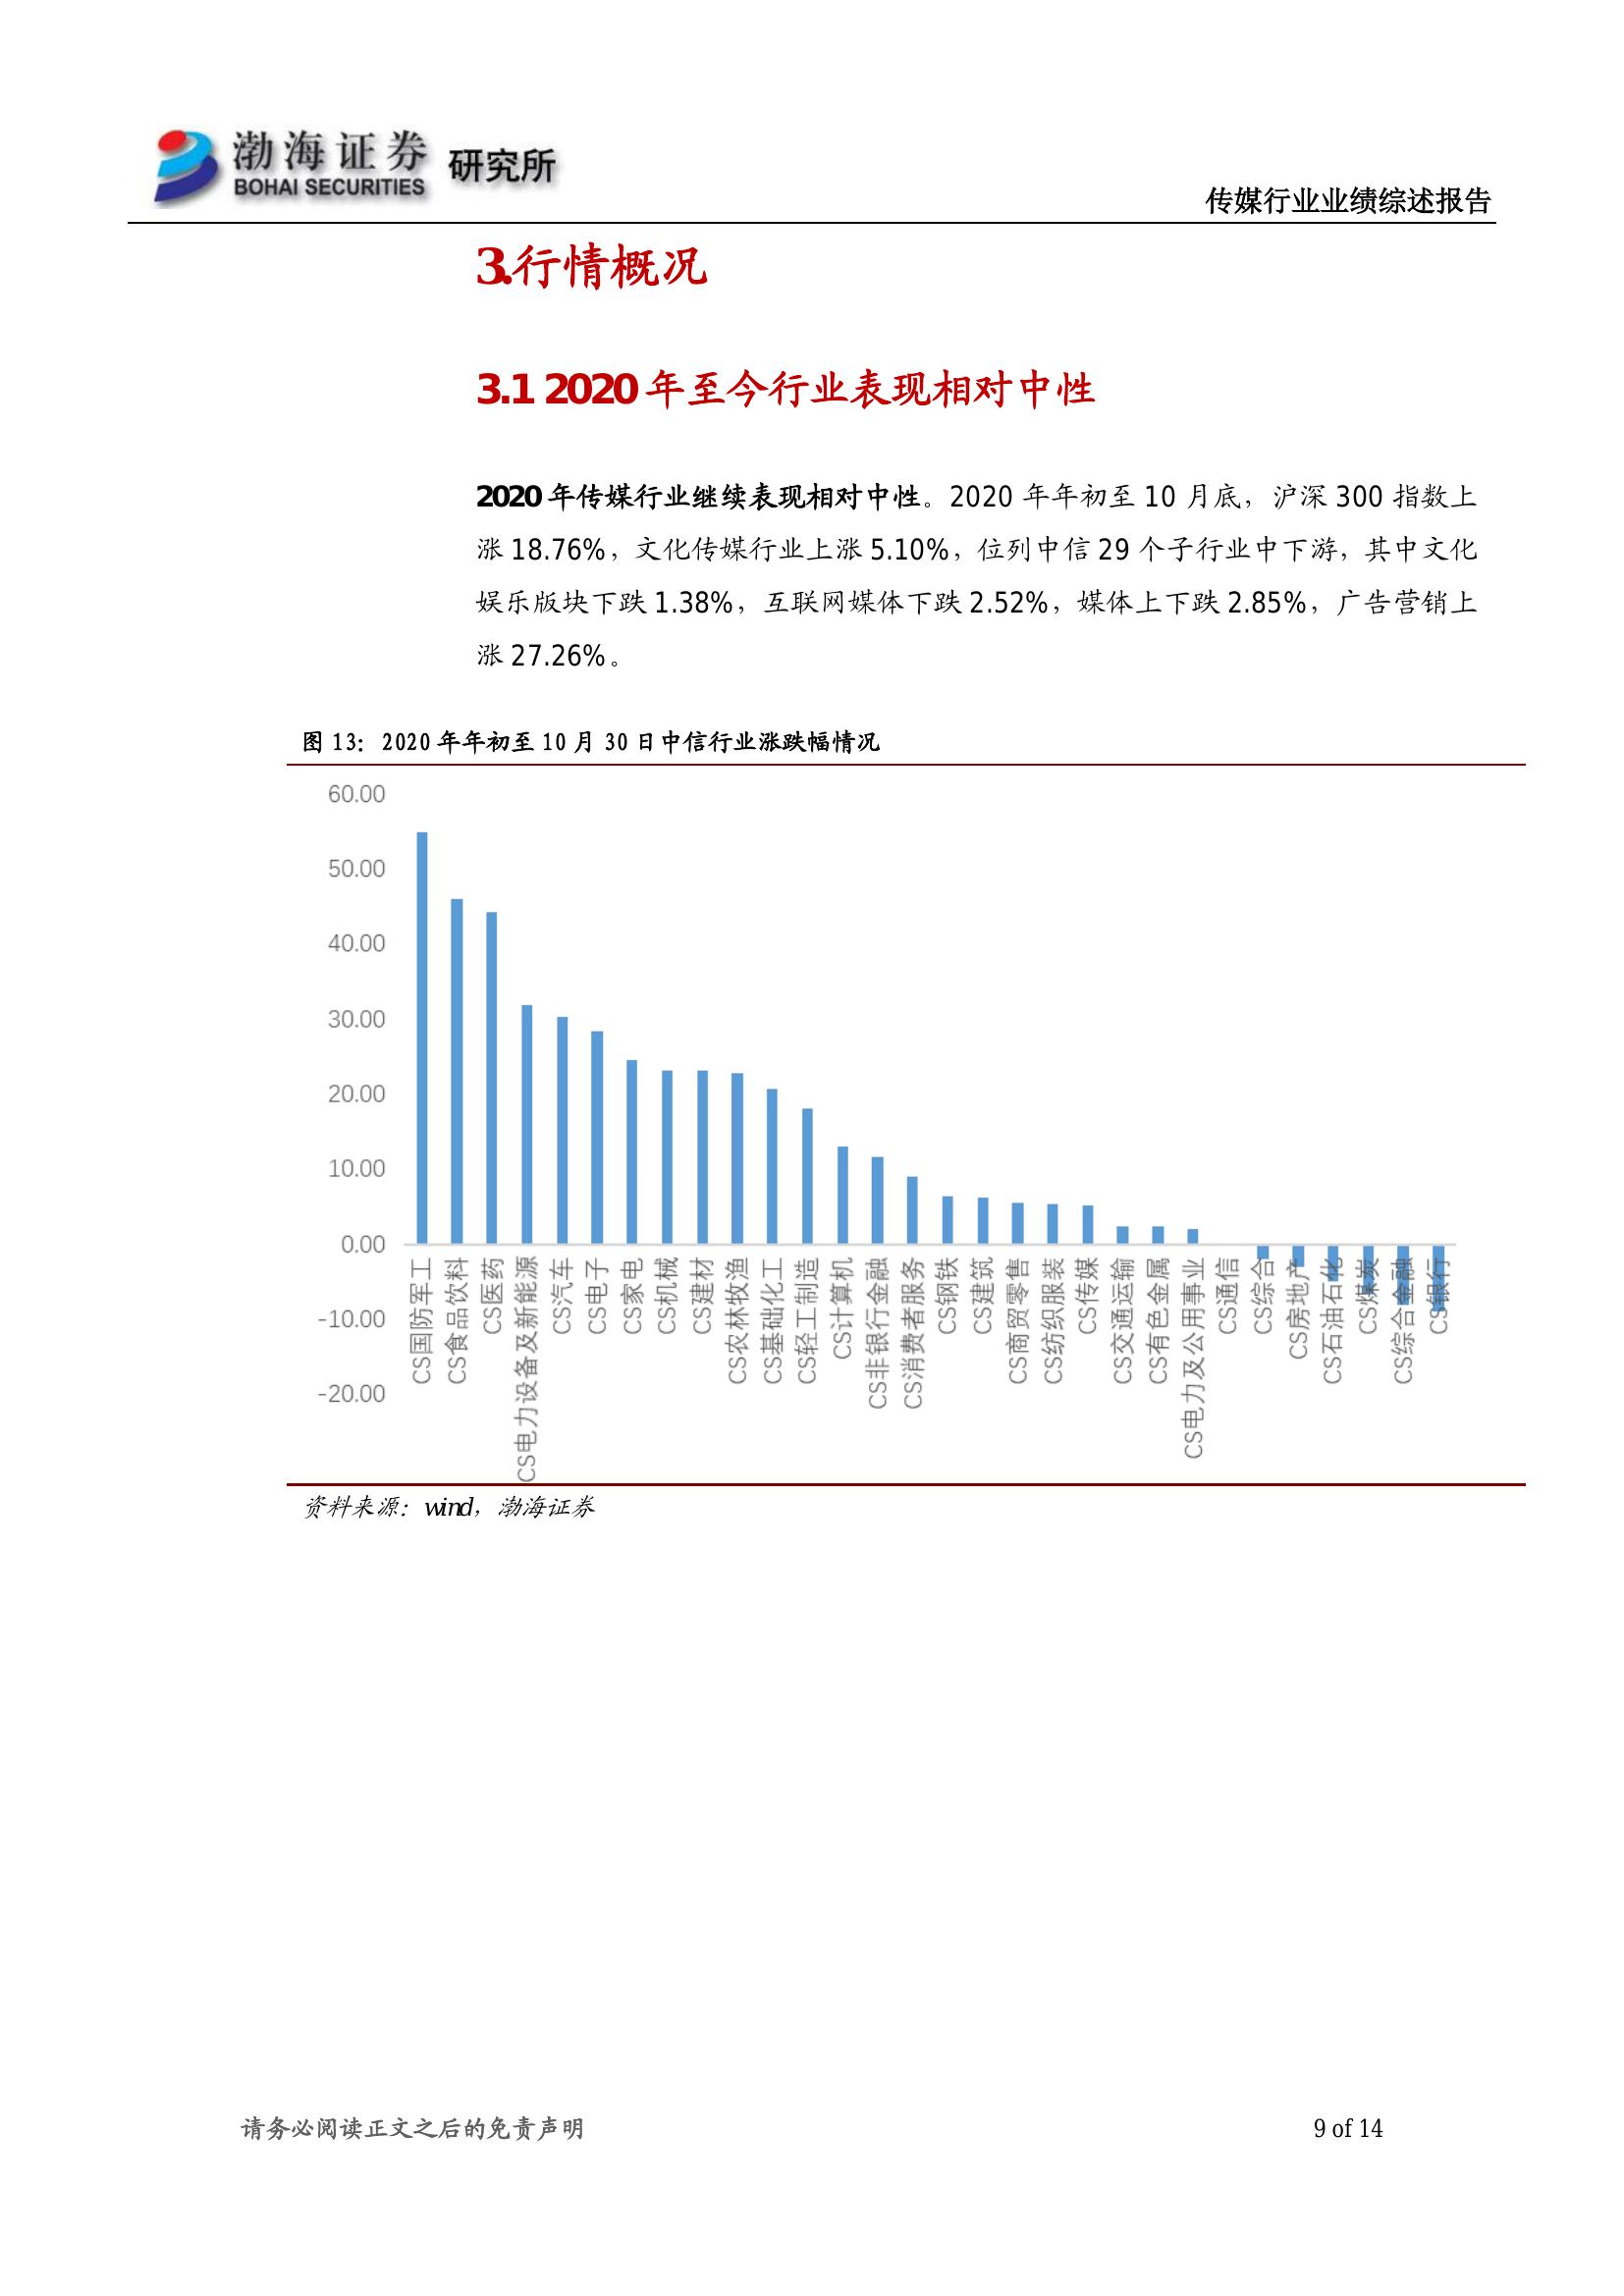 渤海证券 研究所
BOHAI SECURITIES
传媒行业业绩综述报告
3.行情概况
3.1 2020 年至今行业表现相对中性
2020 年传媒行业继续表现相对中性。2020 年年初至 10 月底，沪深 300 指数上
涨 18.76%，文化传媒行业上涨 5.10%，位列中信 29 个子行业中下游，其中文化
娱乐版块下跌 1.38%，互联网媒体下跌 2.52%，媒体上下跌 2.85%，广告营销上
涨 27.26%。
图 13：2020 年年初至 10 月 30 日中信行业涨跌幅情况
60.00
50.00
40.00
30.00
20.00
10.00
0.00
-10.00
-20.00
CS国防军工
CS食品饮料
CS医药
CS电力设备及新能源
CS汽车
CS电子
CS家电
CS机械
CS建材
CS农林牧渔
CS基础化工
CS轻工制造
CS计算机
CS非银行金融
CS消费者服务
CS钢铁
CS建筑
CS商贸零售
CS纺织服装
CS传媒
CS交通运输
CS有色金属
CS电力及公用事业
CS通信
CS综合
CS房地产
CS石油石化
CS煤炭
CS综合金融
CS银行
资料来源：wind，渤海证券
请务必阅读正文之后的免责声明
9 of 14